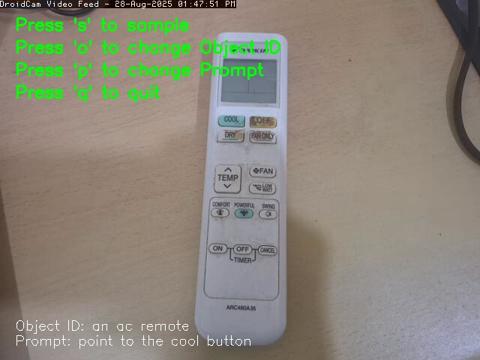 DroidCam Video Feed - 28-Aug-2025 01:47:51 PM
Press 's' to sample
Press 'o' to change Object ID
Press 'p' to change Prompt
Press 'q' to quit
COOL
OFF
DRY
FAN ONLY
TEMP
FAN
COMFORT
POWERFUL
SWING
ON
OFF
CANCEL
TIMER
ARC480A35
Object ID: an ac remote
Prompt: point to the cool button